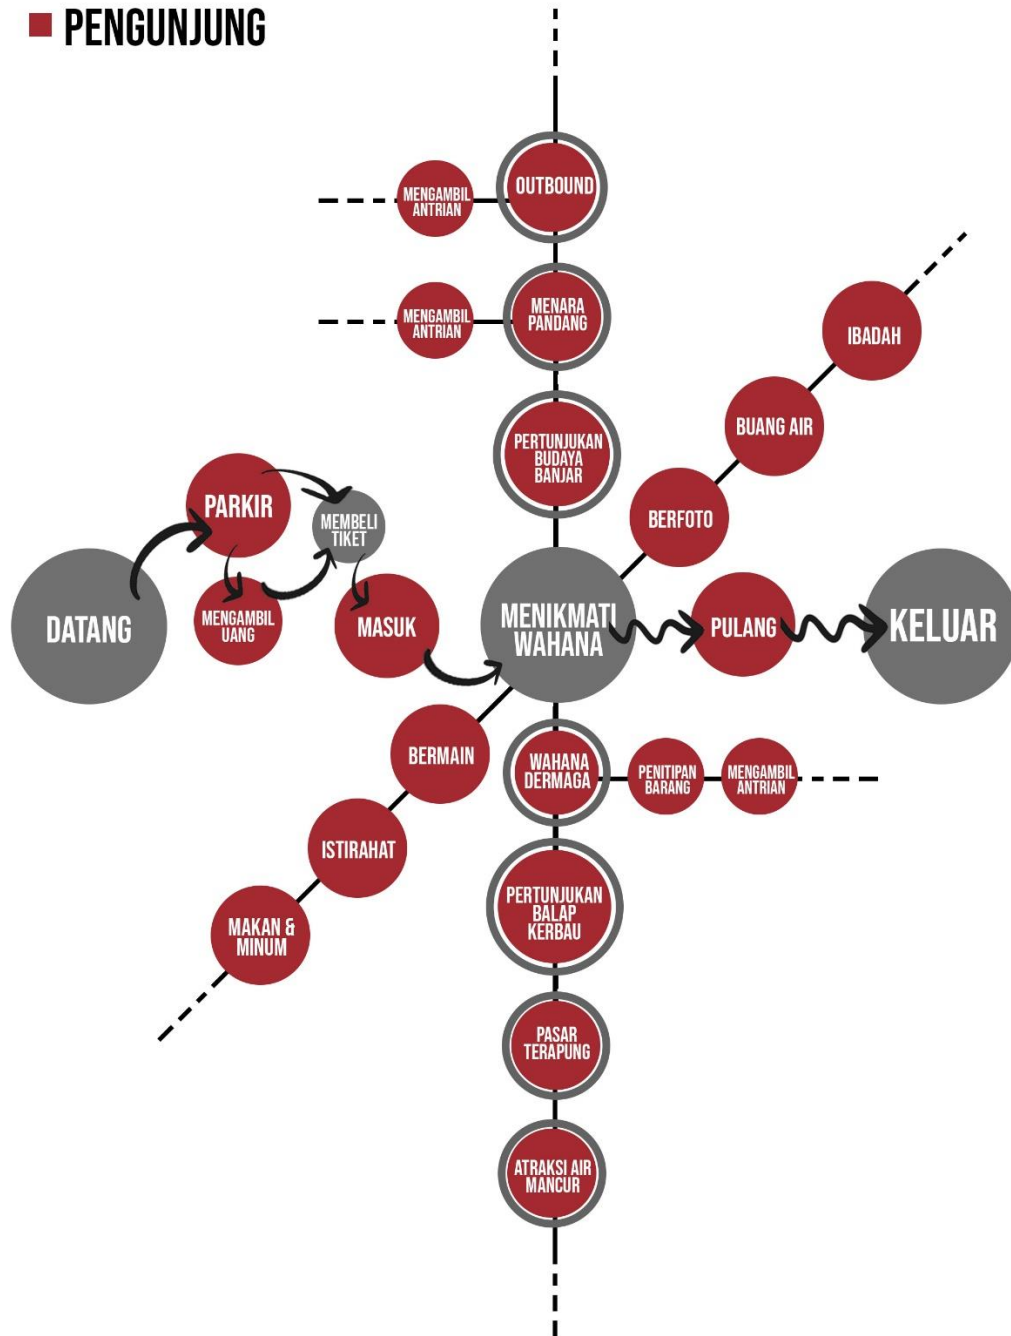 PENGUNJUNG
OUTBOUND
MENGAMBIL
ANTRIAN
MENARA
PANDANG
MENGAMBIL
ANTRIAN
IBADAH
BUANG AIR
PERTUNJUKAN
BUDAYA
BANJAR
BERFOTO
PARKIR
MEMBELI
TIKET
DATANG
MENGAMBIL
UANG
MASUK
MENIKMATI
WAHANA
PULANG
KELUAR
BERMAIN
WAHANA
DERMAGA
PENITIPAN
BARANG
MENGAMBIL
ANTRIAN
ISTIRAHAT
PERTUNJUKAN
BALAP
KERBAU
MAKAN &
MINUM
PASAR
TERAPUNG
ATRAKSI AIR
MANCUR